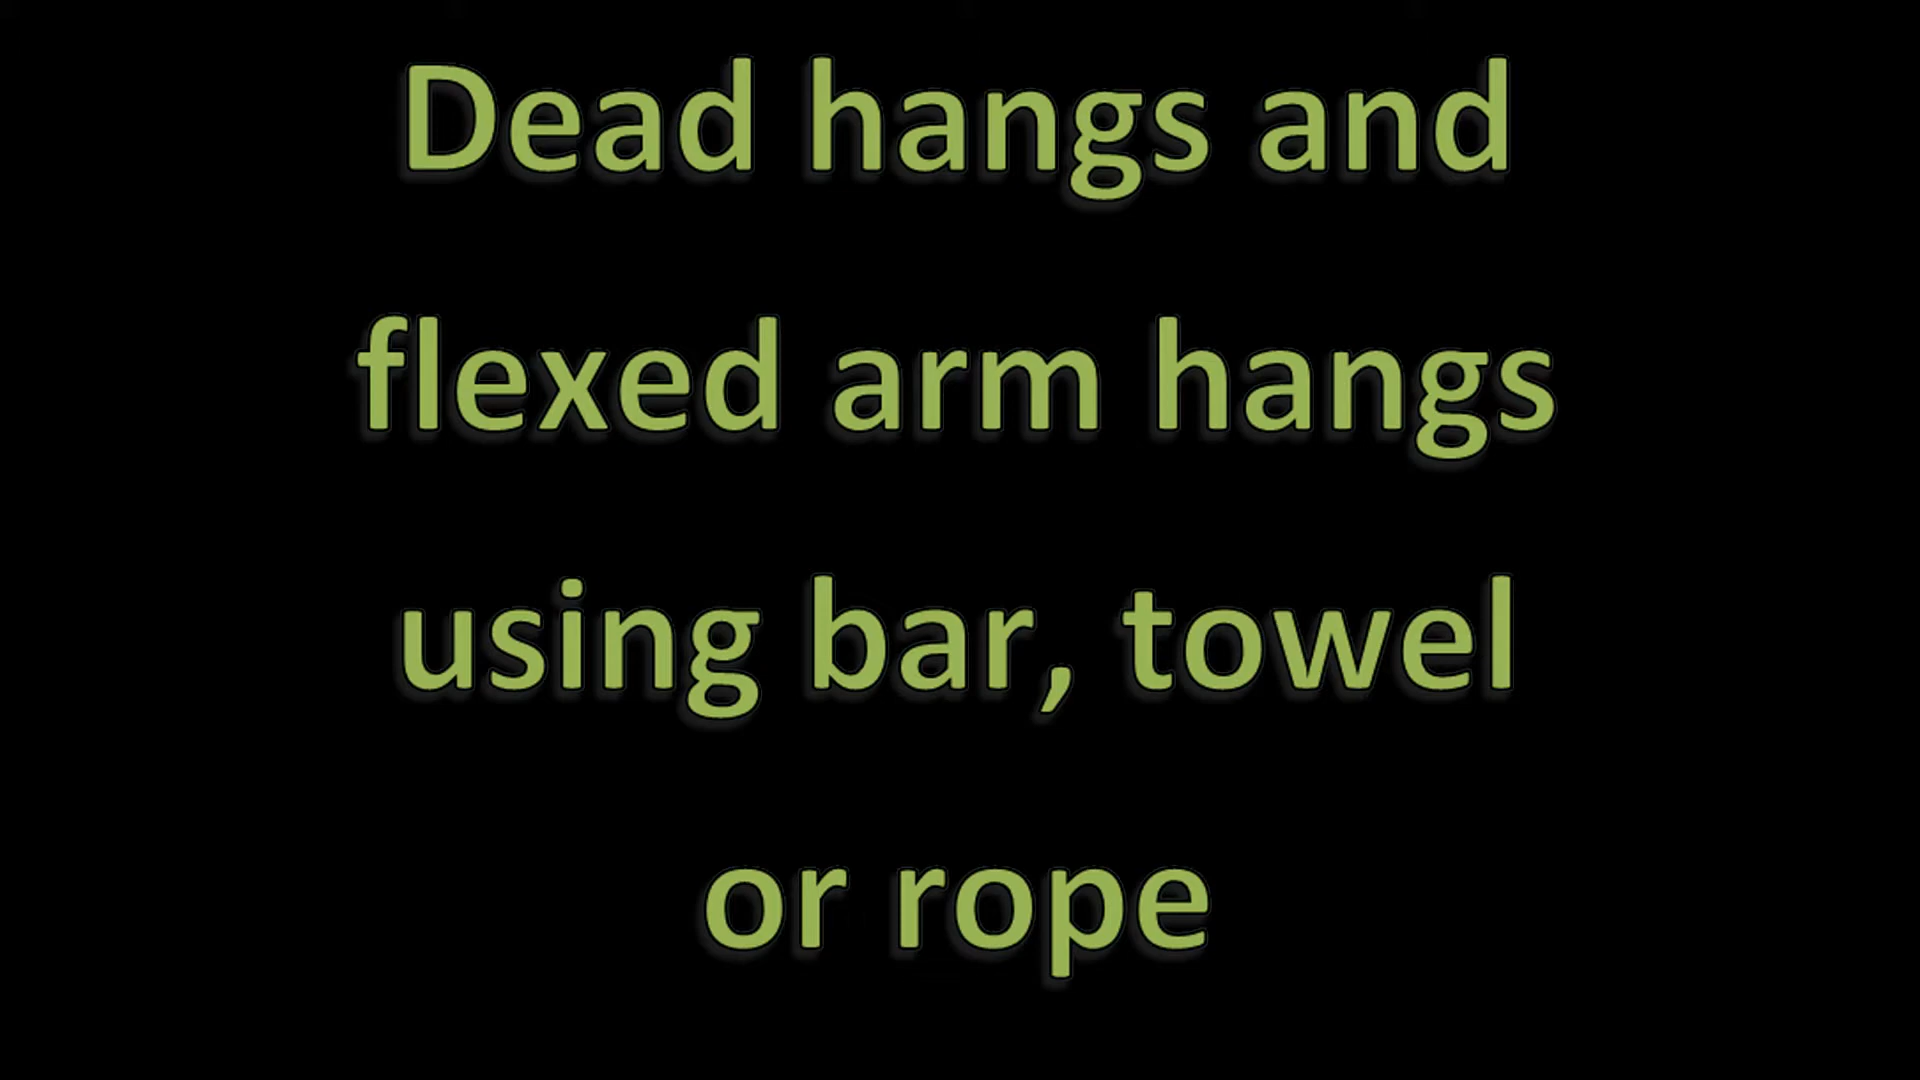 Dead hangs and
flexed arm hangs
using bar, towel
or rope